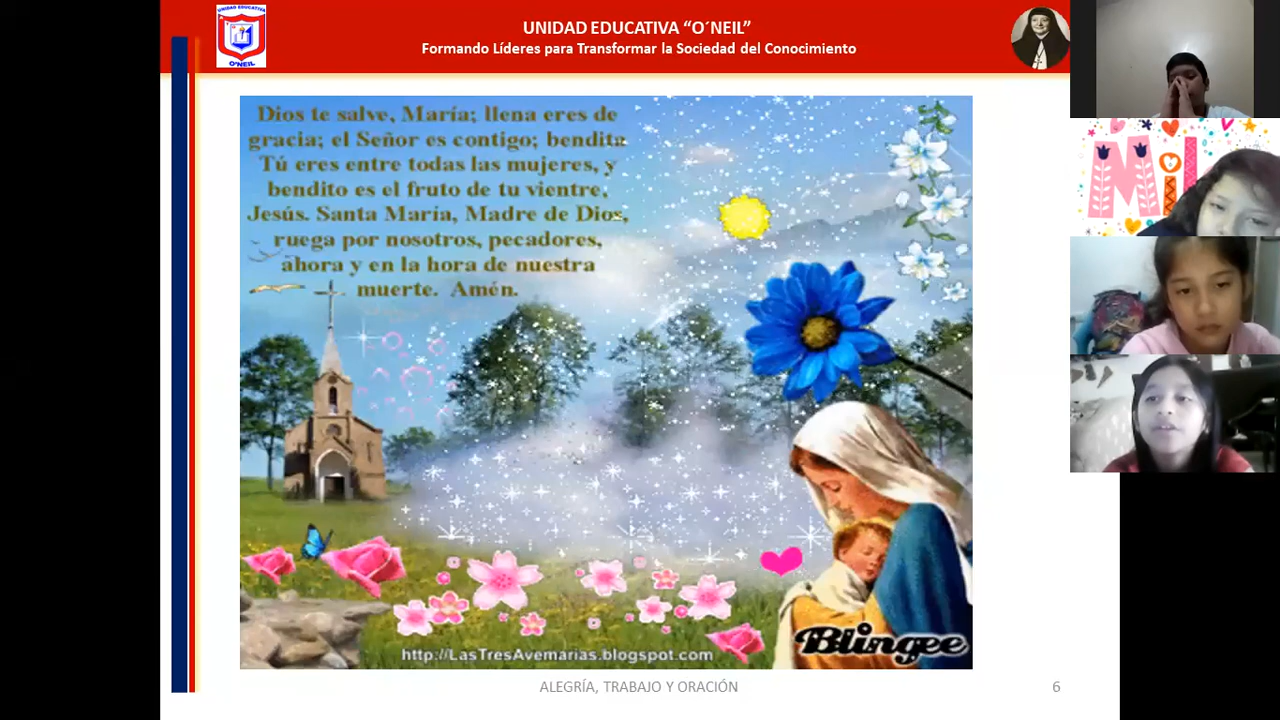 UNIDAD EDUCATIVA
O'NEIL
UNIDAD EDUCATIVA “O´NEIL”
Formando Líderes para Transformar la Sociedad del Conocimiento
Dios te salve, María; llena eres de
gracia; el Señor es contigo; bendita
Tú eres entre todas las mujeres, y
bendito es el fruto de tu vientre,
Jesús. Santa María, Madre de Dios,
ruega por nosotros, pecadores,
ahora y en la hora de nuestra
muerte. Amén.
Blingee
http://LasTresAvemarias.blogspot.com
ALEGRÍA, TRABAJO Y ORACIÓN
6